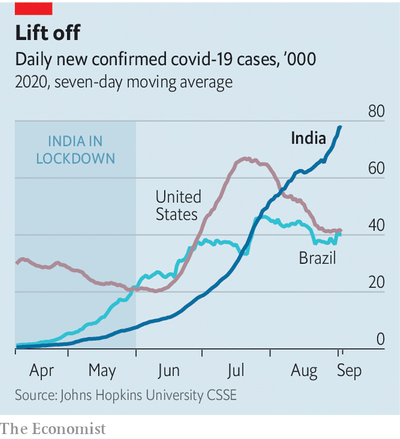 Lift off
Daily new confirmed covid-19 cases, ’000
2020, seven-day moving average
80
INDIA IN
LOCKDOWN
India
60
United
States
40
Brazil
20
0
Apr May Jun Jul Aug Sep
Source: Johns Hopkins University CSSE
The Economist